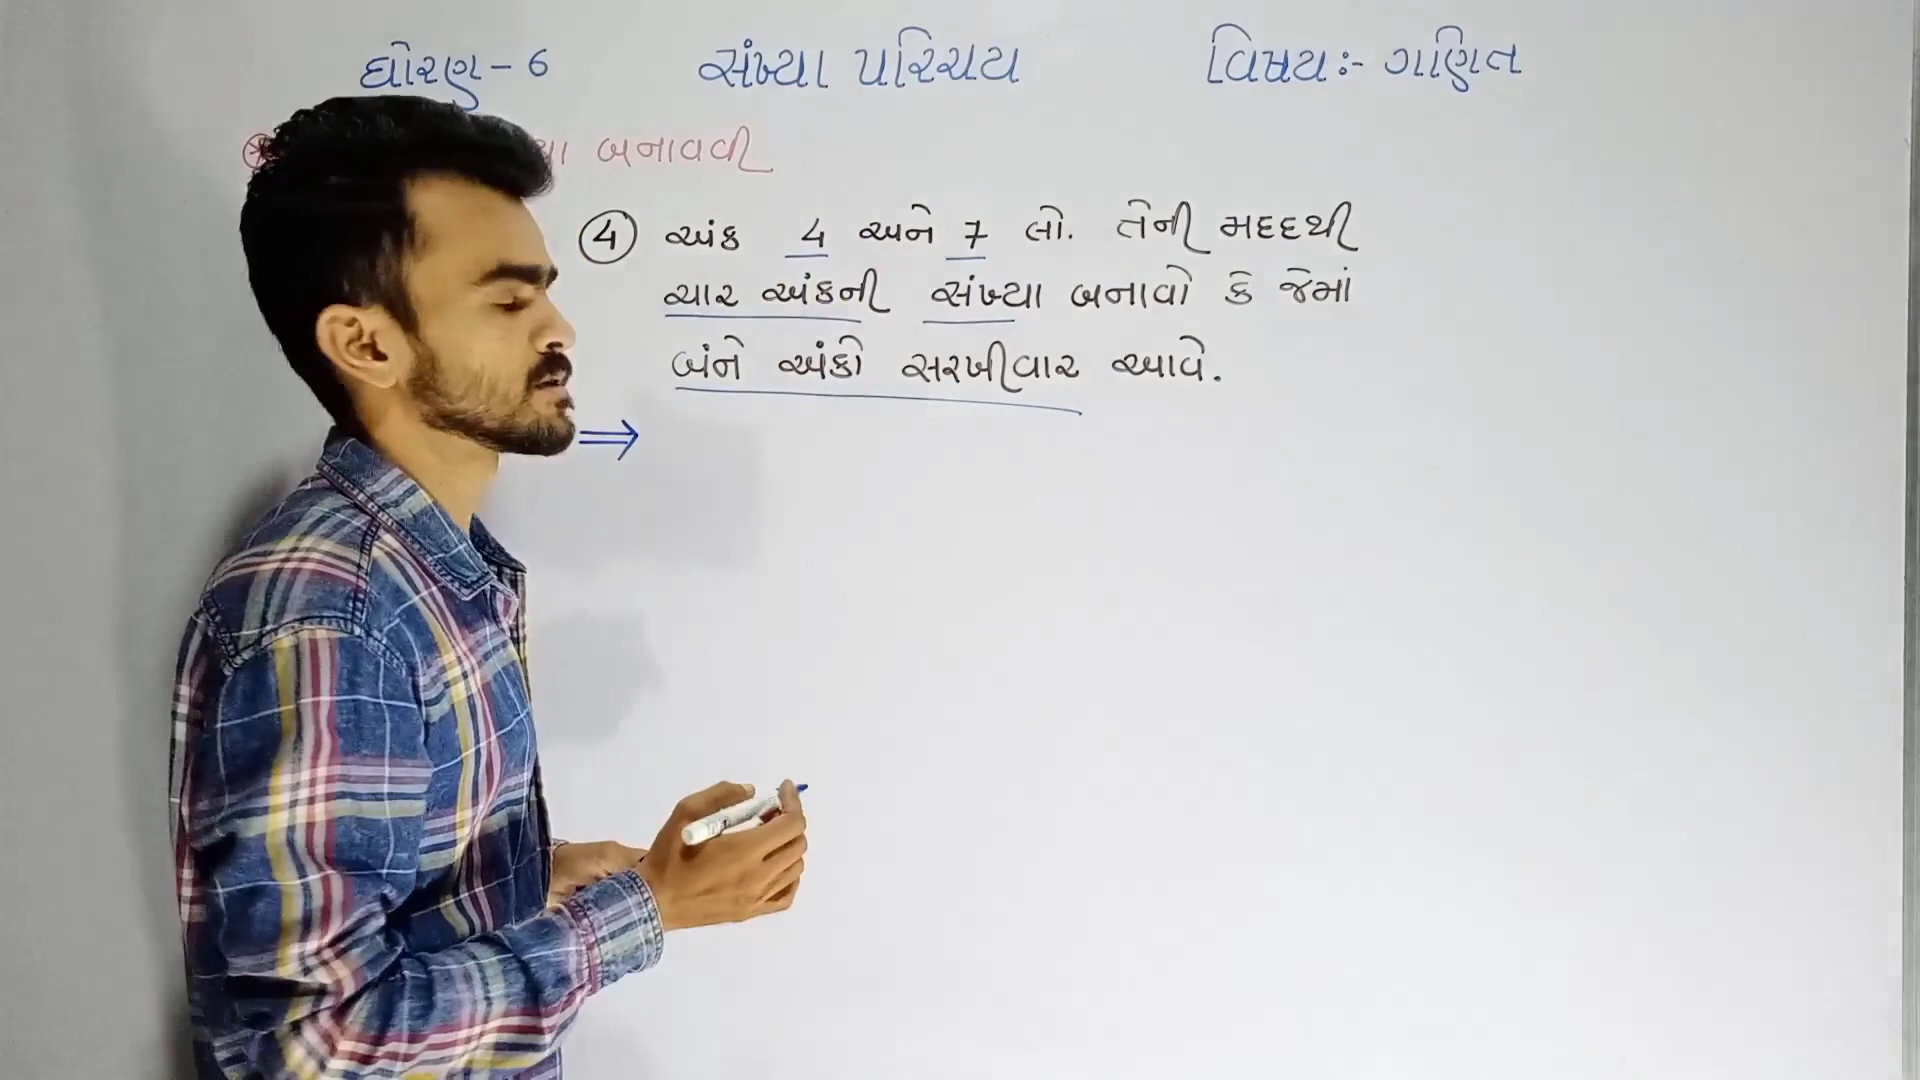 ધોરણ - 6 સંખ્યા પરિચય વિષય :- ગણિત
બનાવવી
④ અંક 4 અને 7 લો. તેની મદદથી
ચાર અંકની સંખ્યા બનાવો કે જેમાં
બંને અંકો સરખીવાર આવે.
⇒